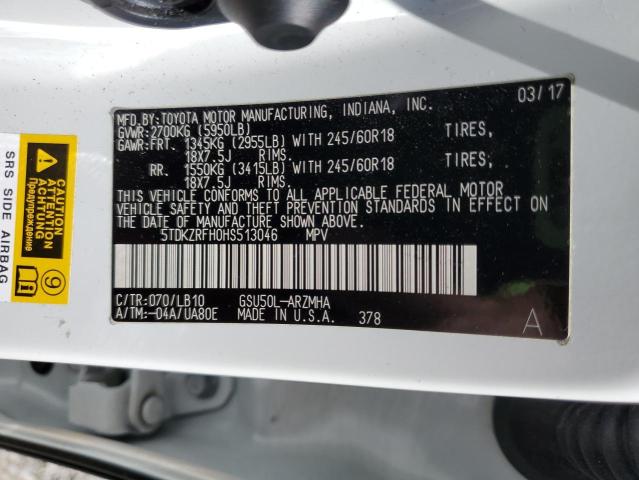 MFD.BY:TOYOTA MOTOR MANUFACTURING, INDIANA, INC. 03/17
GVWR:2700KG (5950LB)
GAWR:FRT. 1345KG (2955LB) WITH 245/60R18 TIRES,
18X7.5J RIMS.
RR. 1550KG (3415LB) WITH 245/60R18 TIRES;
18X7.5J RIMS.
THIS VEHICLE CONFORMS TO ALL APPLICABLE FEDERAL MOTOR
VEHICLE SAFETY AND THEFT PREVENTION STANDARDS IN EFFECT ON
THE DATE OF MANUFACTURE SHOWN ABOVE.
5TDKZRFH0HS513046 MPV
C/TR:070/LB10 GSU50L-ARZMHA
A/TM:-04A/UA80E MADE IN U.S.A. 378
A
SRS SIDE AIRBAG
CAUTION
ATTENTION
ACHTUNG
Предупреждение
9